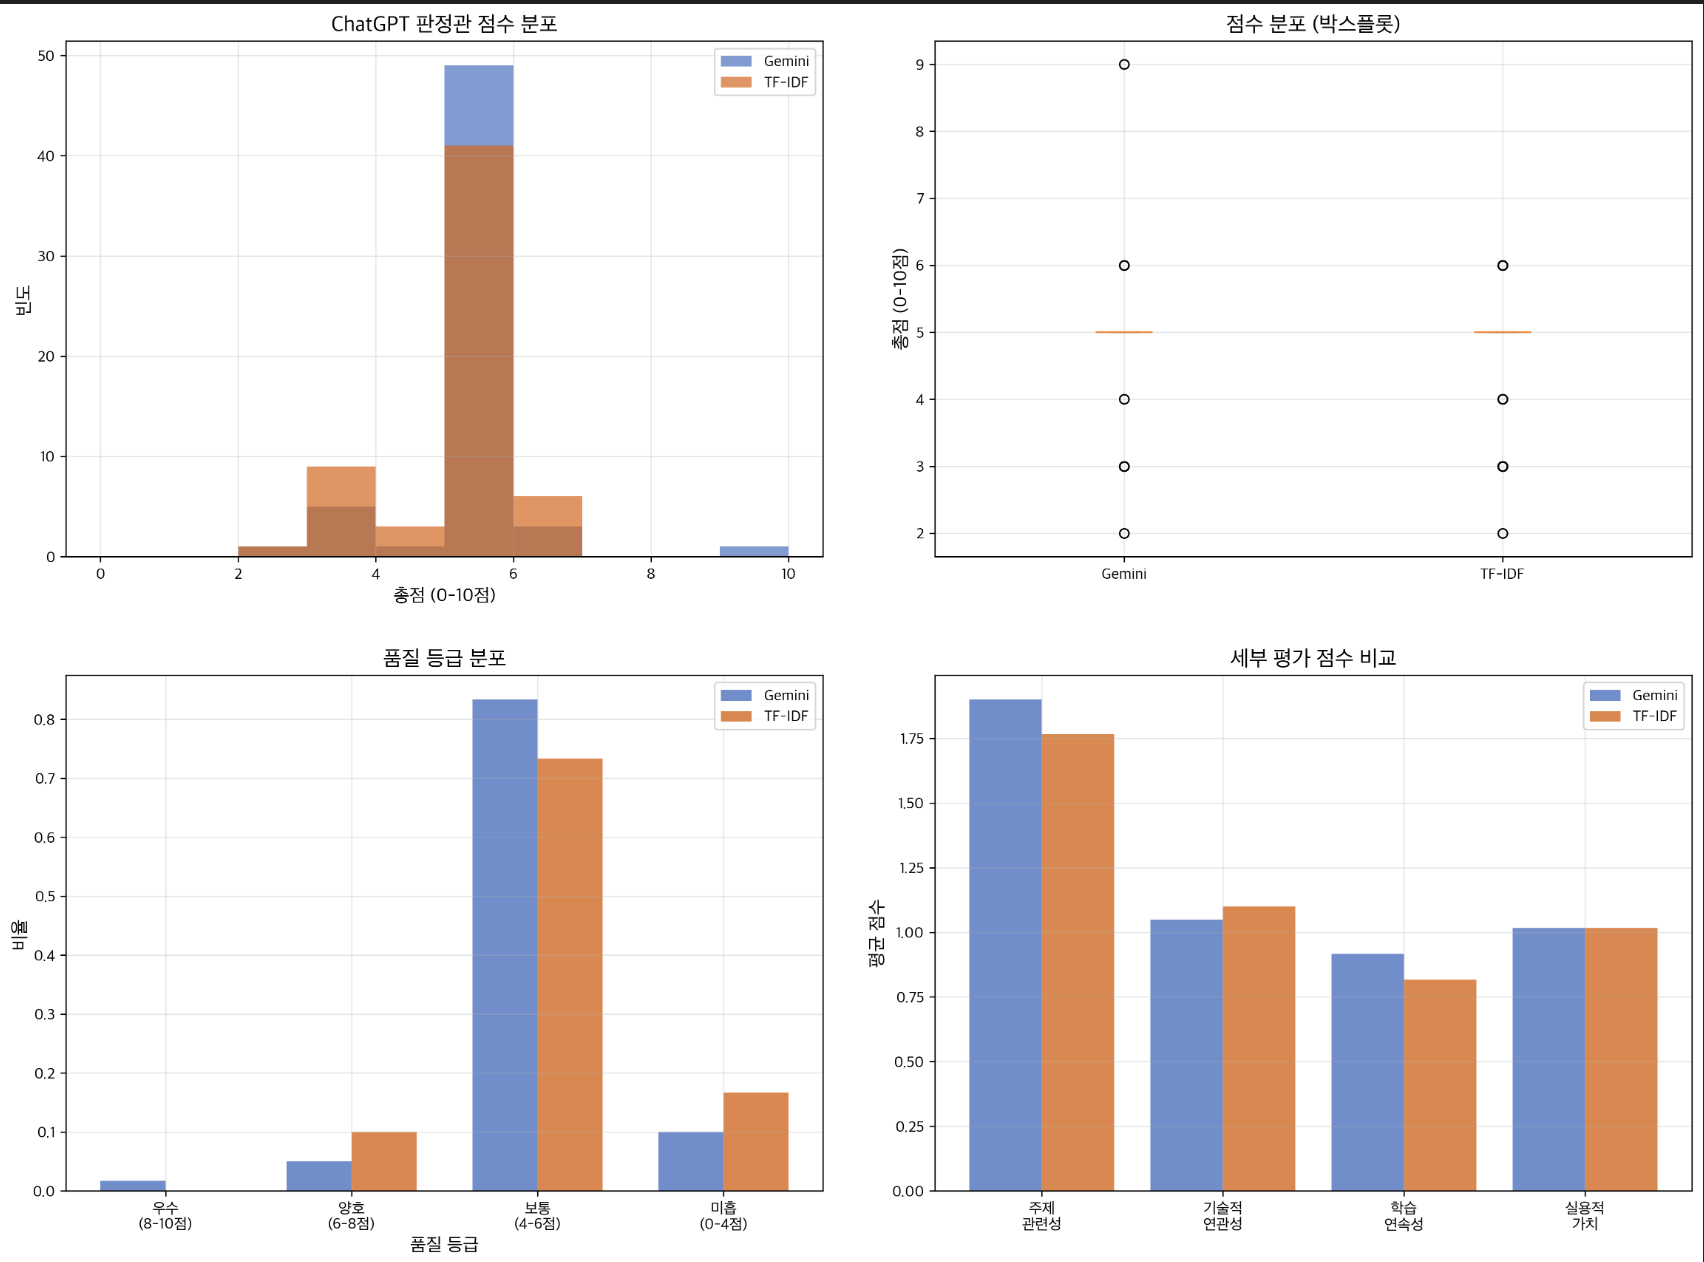 ChatGPT 판정관 점수 분포
50
40
30
20
10
0
빈도
0 2 4 6 8 10
총점 (0-10점)
Gemini
TF-IDF
점수 분포 (박스플롯)
9
8
7
6
5
4
3
2
총점 (0-10점)
Gemini TF-IDF
품질 등급 분포
0.8
0.7
0.6
0.5
0.4
0.3
0.2
0.1
0.0
비율
우수 양호 보통 미흡
(8-10점) (6-8점) (4-6점) (0-4점)
품질 등급
Gemini
TF-IDF
세부 평가 점수 비교
1.75
1.50
1.25
1.00
0.75
0.50
0.25
0.00
평균 점수
주제 기술적 학습 실용적
관련성 연관성 연속성 가치
Gemini
TF-IDF